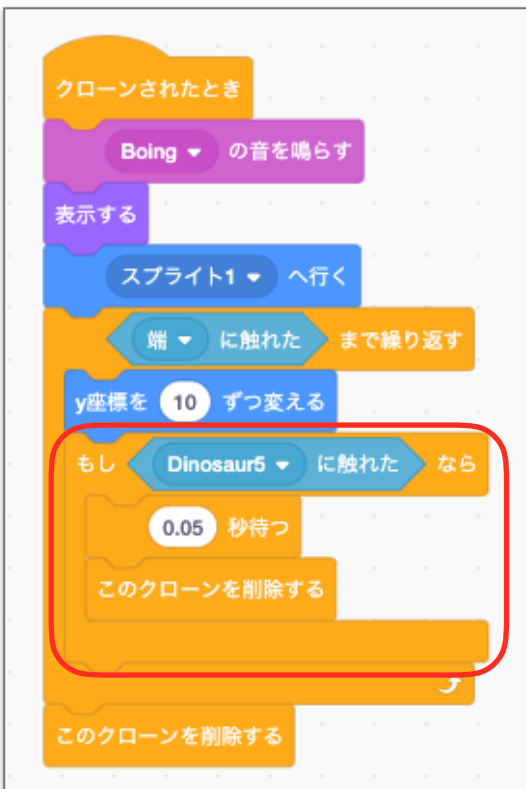 クローンされたとき
Boing の音を鳴らす
表示する
スプライト1 へ行く
端 に触れた まで繰り返す
y座標を 10 ずつ変える
もし Dinosaur5 に触れた なら
0.05 秒待つ
このクローンを削除する
このクローンを削除する